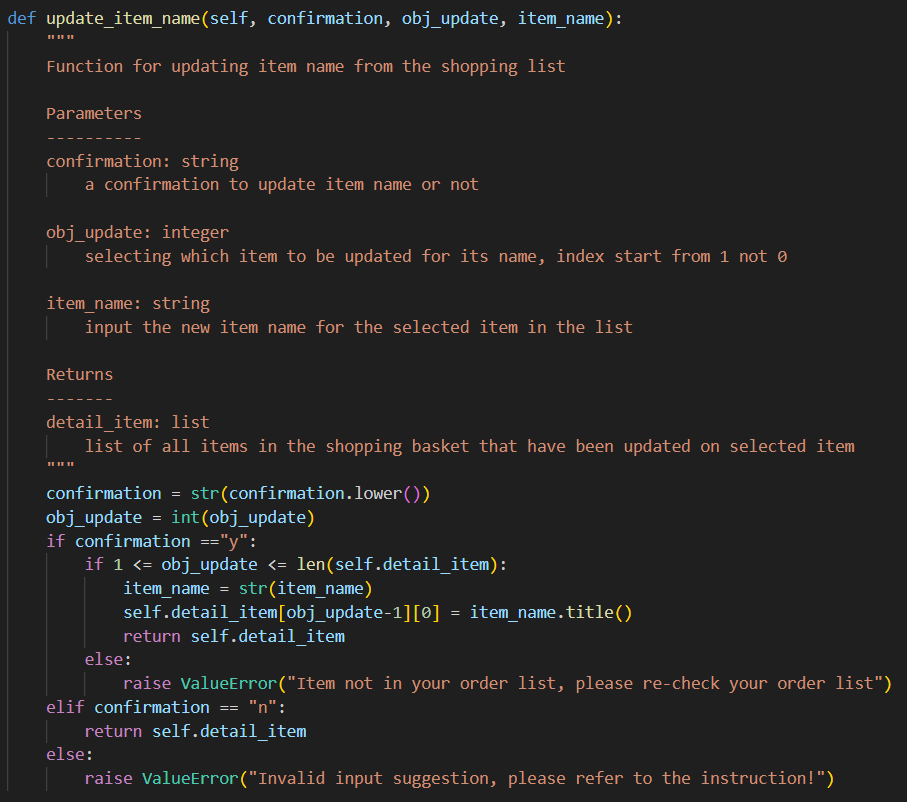 def update_item_name(self, confirmation, obj_update, item_name):
    """
    Function for updating item name from the shopping list

    Parameters
    ----------
    confirmation: string
        a confirmation to update item name or not

    obj_update: integer
        selecting which item to be updated for its name, index start from 1 not 0

    item_name: string
        input the new item name for the selected item in the list

    Returns
    -------
    detail_item: list
        list of all items in the shopping basket that have been updated on selected item
    """
    confirmation = str(confirmation.lower())
    obj_update = int(obj_update)
    if confirmation =="y":
        if 1 <= obj_update <= len(self.detail_item):
            item_name = str(item_name)
            self.detail_item[obj_update-1][0] = item_name.title()
            return self.detail_item
        else:
            raise ValueError("Item not in your order list, please re-check your order list")
    elif confirmation == "n":
        return self.detail_item
    else:
        raise ValueError("Invalid input suggestion, please refer to the instruction!")